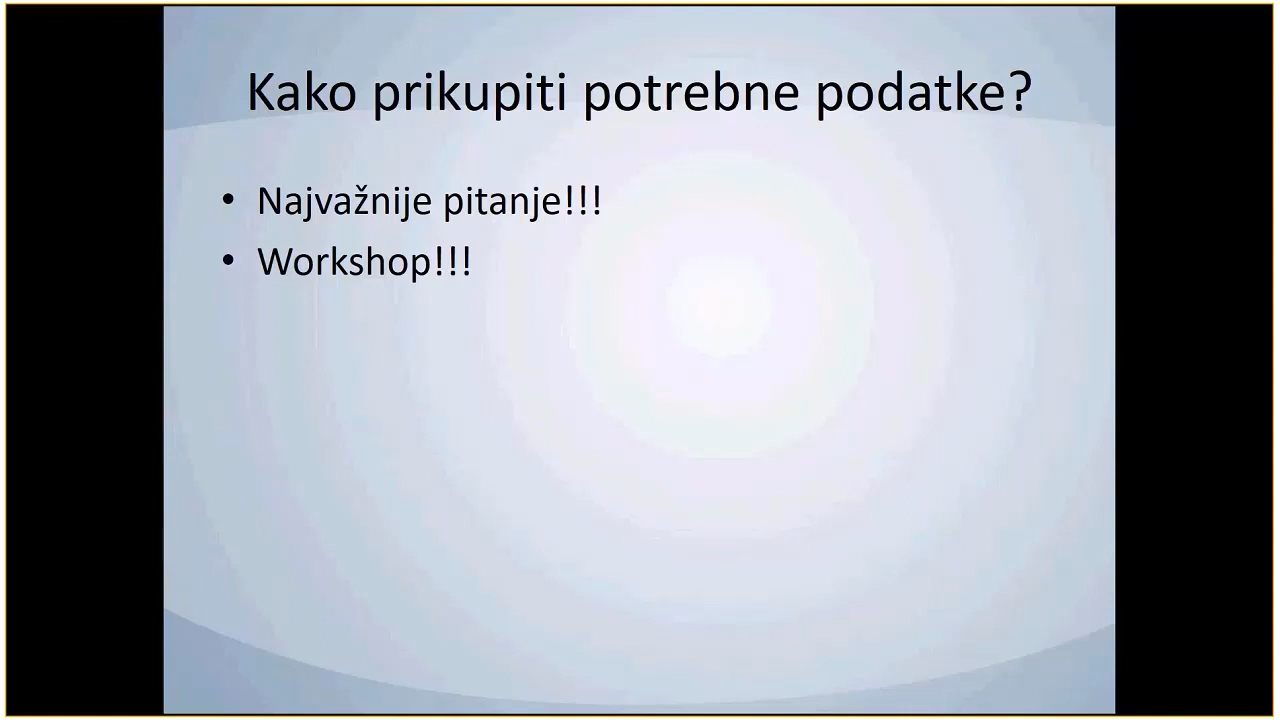 Kako prikupiti potrebne podatke?
• Najvažnije pitanje!!!
• Workshop!!!